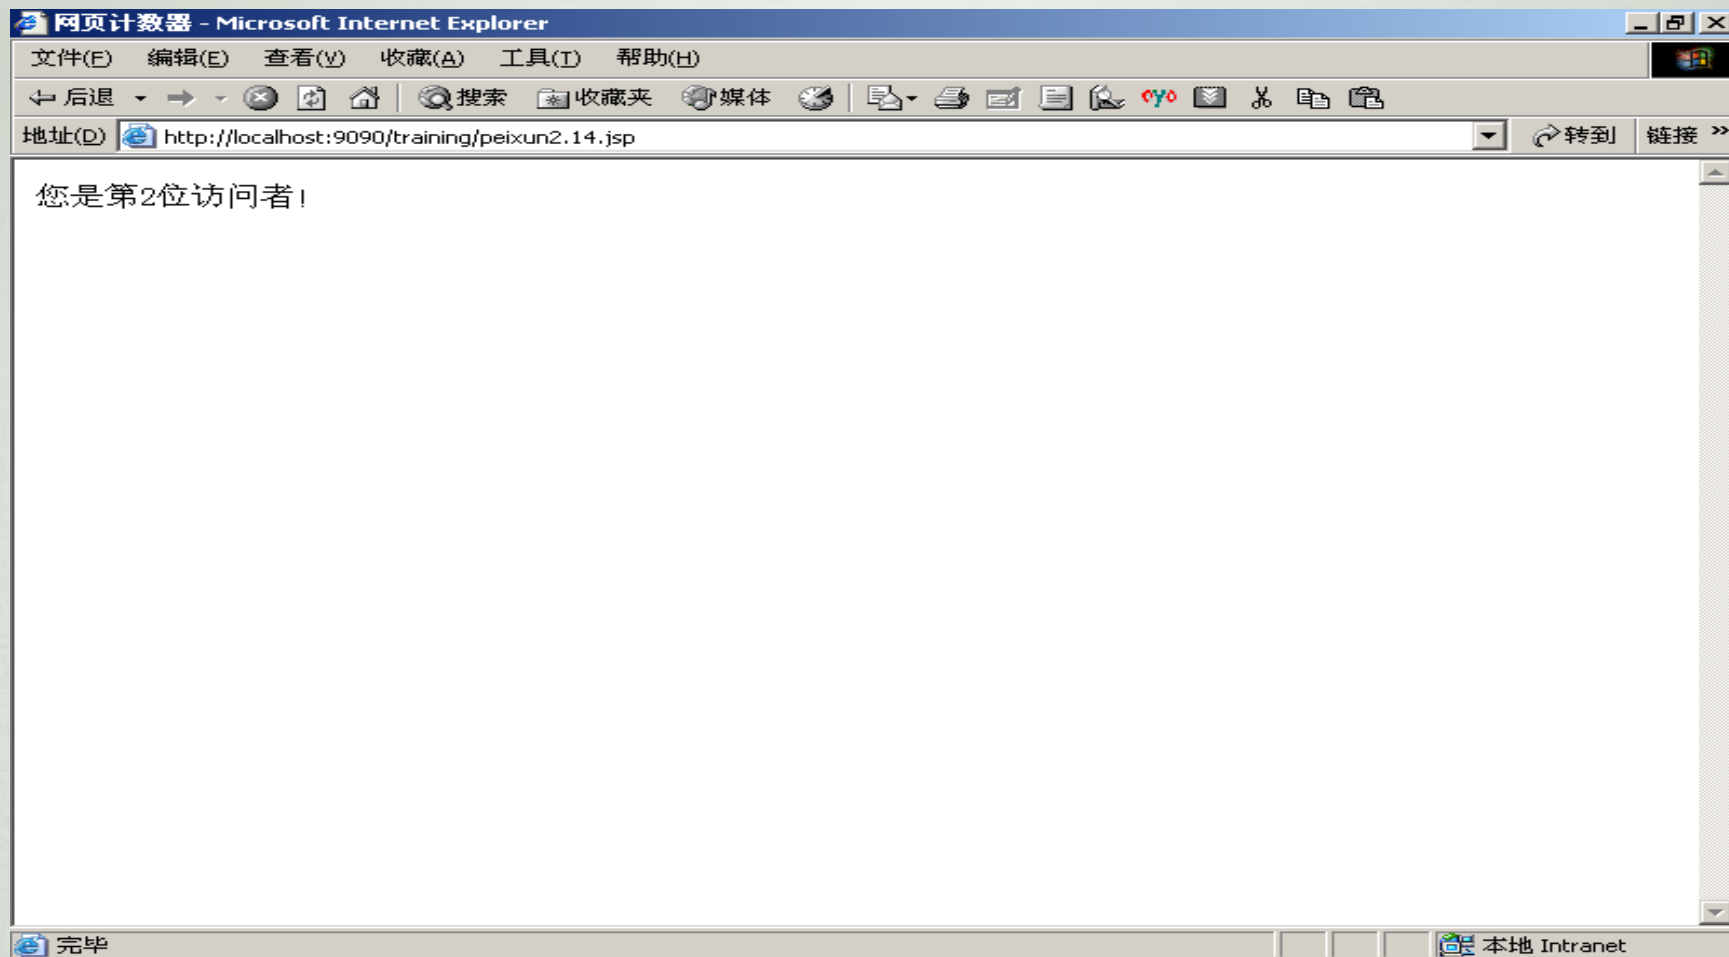 网页计数器 - Microsoft Internet Explorer
文件(F) 编辑(E) 查看(V) 收藏(A) 工具(T) 帮助(H)
后退 搜索 收藏夹 媒体
地址(D) http://localhost:9090/training/peixun2.14.jsp 转到 链接 »
您是第2位访问者!
完毕 本地 Intranet